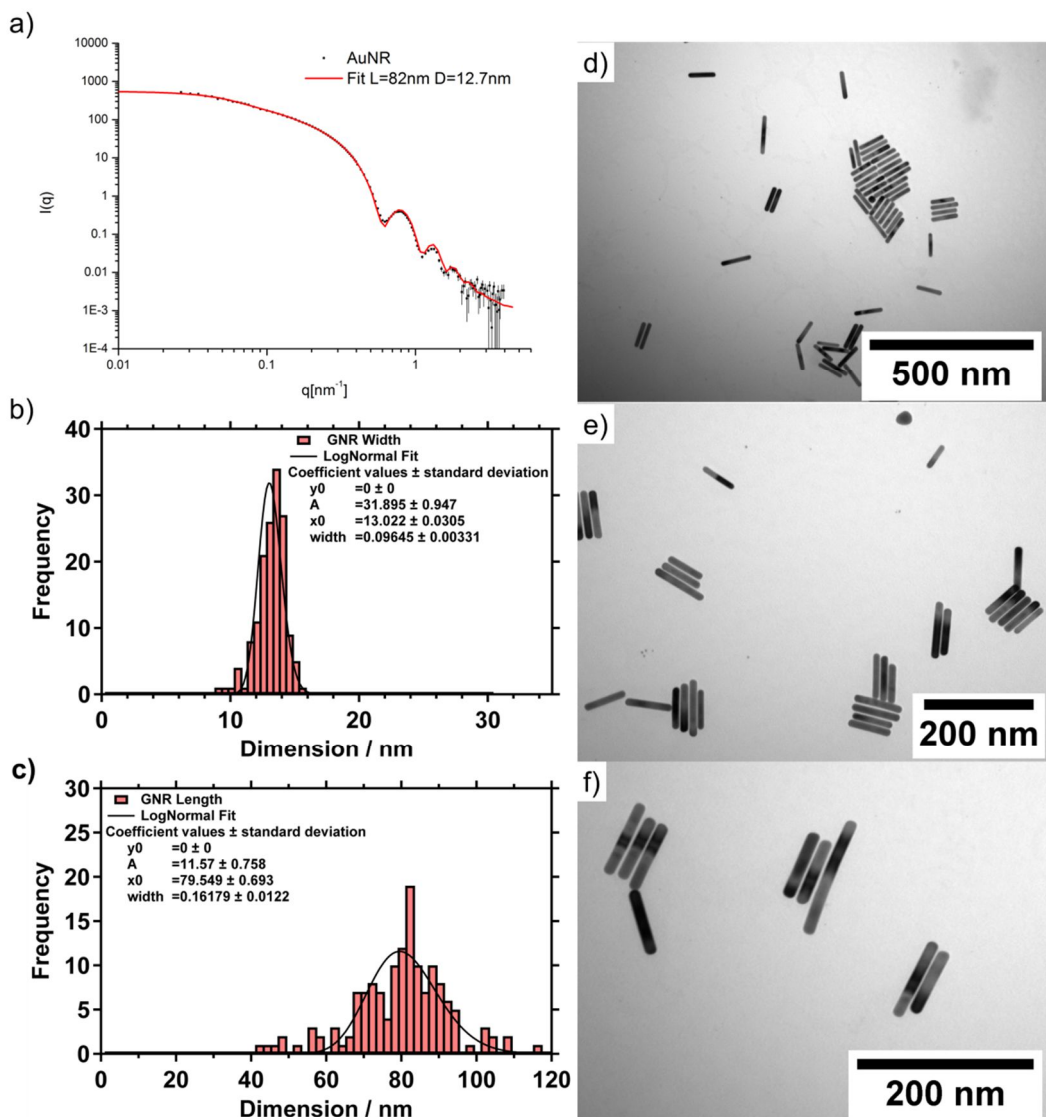 a)
10000
1000
100
10
1
0.1
0.01
1E-3
1E-4
0.01
0.1
1
I(q)
q[nm⁻¹]
AuNR
Fit L=82nm D=12.7nm
b)
40
30
20
10
0
0
10
20
30
Frequency
Dimension / nm
GNR Width
LogNormal Fit
Coefficient values ± standard deviation
y0 =0 ± 0
A =31.895 ± 0.947
x0 =13.022 ± 0.0305
width =0.09645 ± 0.00331
c)
30
25
20
15
10
5
0
0
20
40
60
80
100
120
Frequency
Dimension / nm
GNR Length
LogNormal Fit
Coefficient values ± standard deviation
y0 =0 ± 0
A =11.57 ± 0.758
x0 =79.549 ± 0.693
width =0.16179 ± 0.0122
d)
500 nm
e)
200 nm
f)
200 nm